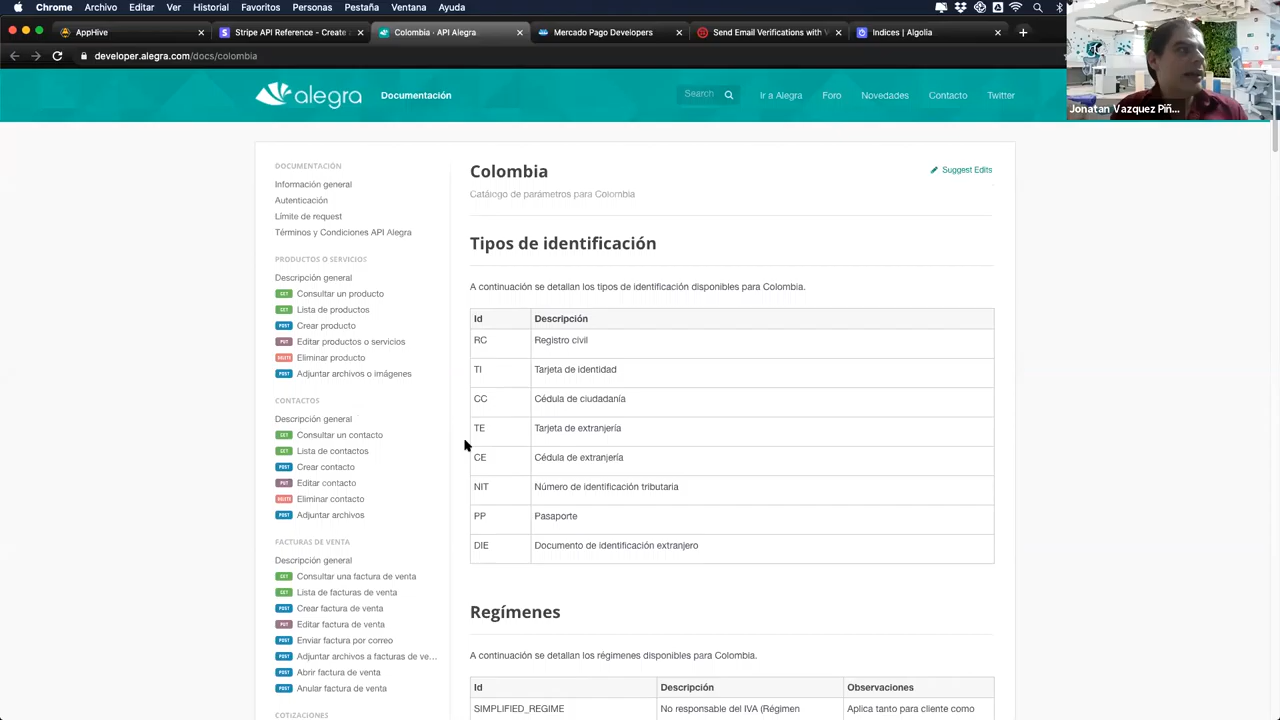 Chrome Archivo Editar Ver Historial Favoritos Personas Pestaña Ventana Ayuda
AppHive
Stripe API Reference - Create
Colombia · API Alegra
Mercado Pago Developers
Send Email Verifications with
Indices | Algolia
developer.alegra.com/docs/colombia
Jonatan Vazquez Piñ...
alegra
Documentación
Search
Ir a Alegra
Foro
Novedades
Contacto
Twitter
DOCUMENTACIÓN
Información general
Autenticación
Límite de request
Términos y Condiciones API Alegra
PRODUCTOS O SERVICIOS
Descripción general
GET Consultar un producto
GET Lista de productos
POST Crear producto
PUT Editar productos o servicios
DELETE Eliminar producto
POST Adjuntar archivos o imágenes
CONTACTOS
Descripción general
GET Consultar un contacto
GET Lista de contactos
POST Crear contacto
PUT Editar contacto
DELETE Eliminar contacto
POST Adjuntar archivos
FACTURAS DE VENTA
Descripción general
GET Consultar una factura de venta
GET Lista de facturas de venta
POST Crear factura de venta
PUT Editar factura de venta
POST Enviar factura por correo
POST Adjuntar archivos a facturas de ve...
POST Abrir factura de venta
POST Anular factura de venta
COTIZACIONES
Colombia
Suggest Edits
Catálogo de parámetros para Colombia
Tipos de identificación
A continuación se detallan los tipos de identificación disponibles para Colombia.
Id Descripción
RC Registro civil
TI Tarjeta de identidad
CC Cédula de ciudadanía
TE Tarjeta de extranjería
CE Cédula de extranjería
NIT Número de identificación tributaria
PP Pasaporte
DIE Documento de identificación extranjero
Regímenes
A continuación se detallan los régimenes disponibles para Colombia.
Id Descripción Observaciones
SIMPLIFIED_REGIME No responsable del IVA (Régimen Aplica tanto para cliente como